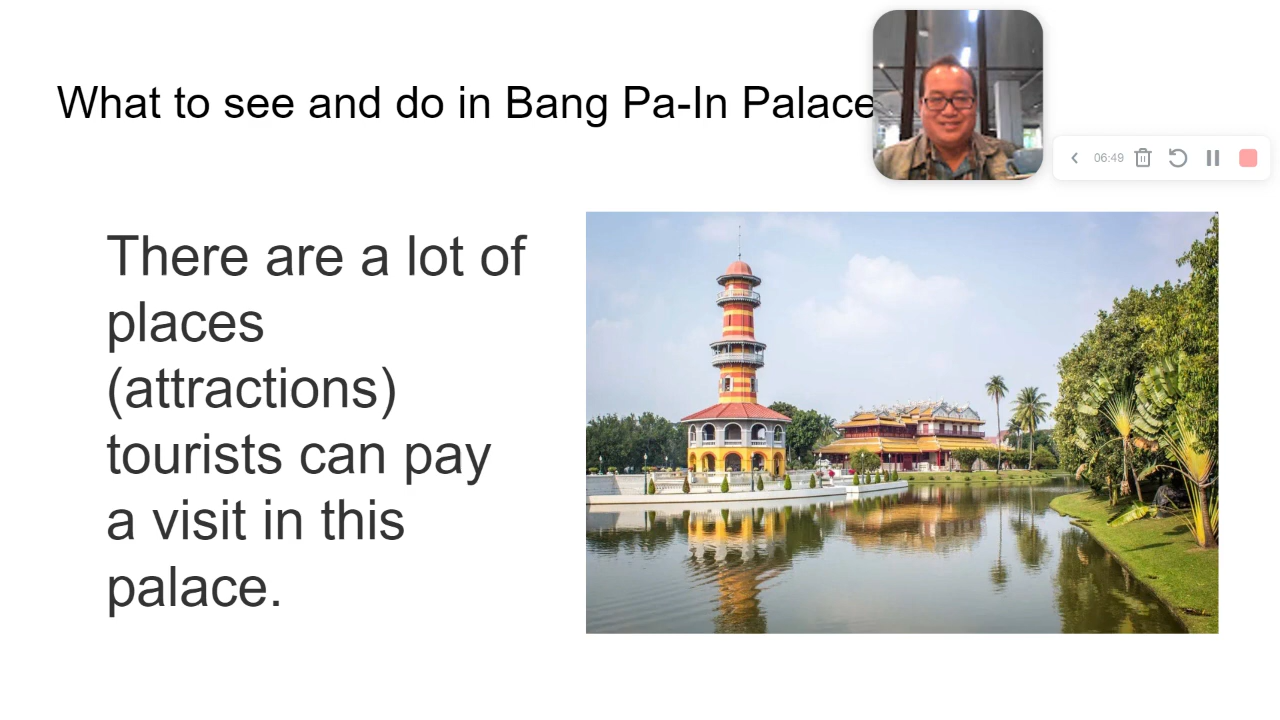 What to see and do in Bang Pa-In Palace
06:49
There are a lot of
places
(attractions)
tourists can pay
a visit in this
palace.